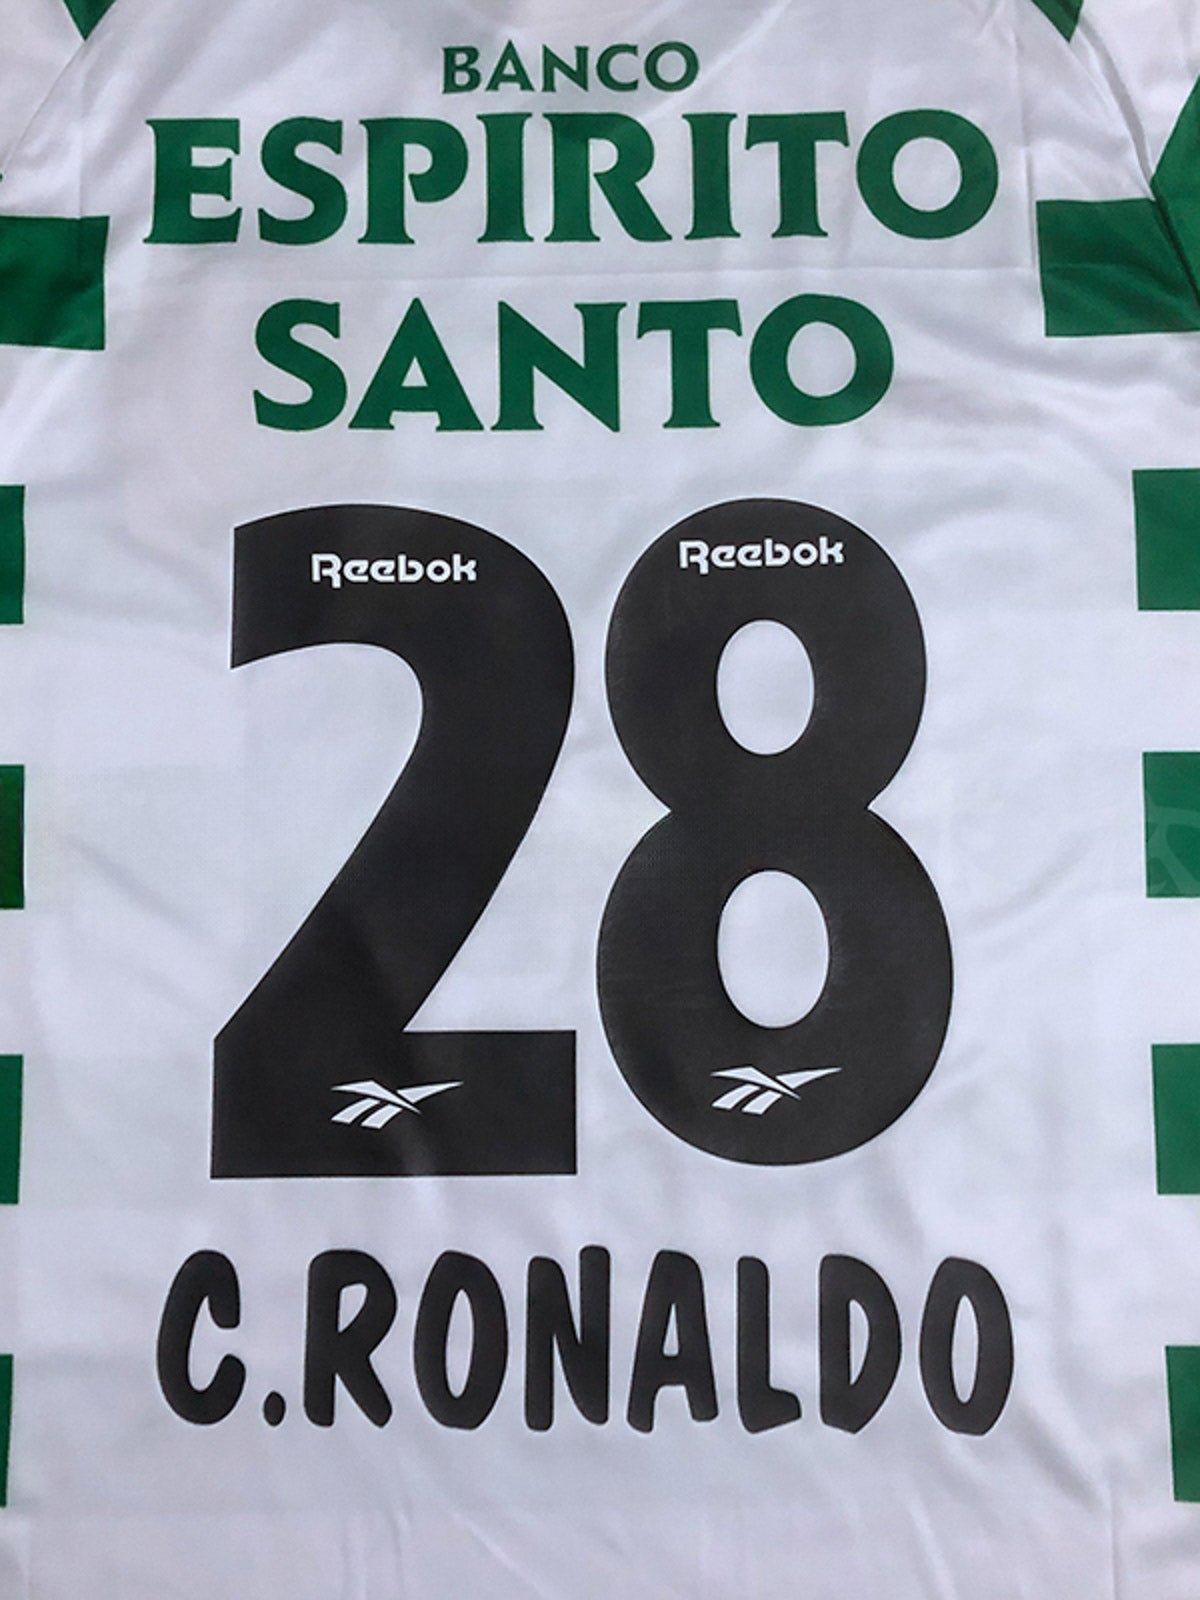 BANCO
ESPIRITO
SANTO
Reebok Reebok
28
C.RONALDO